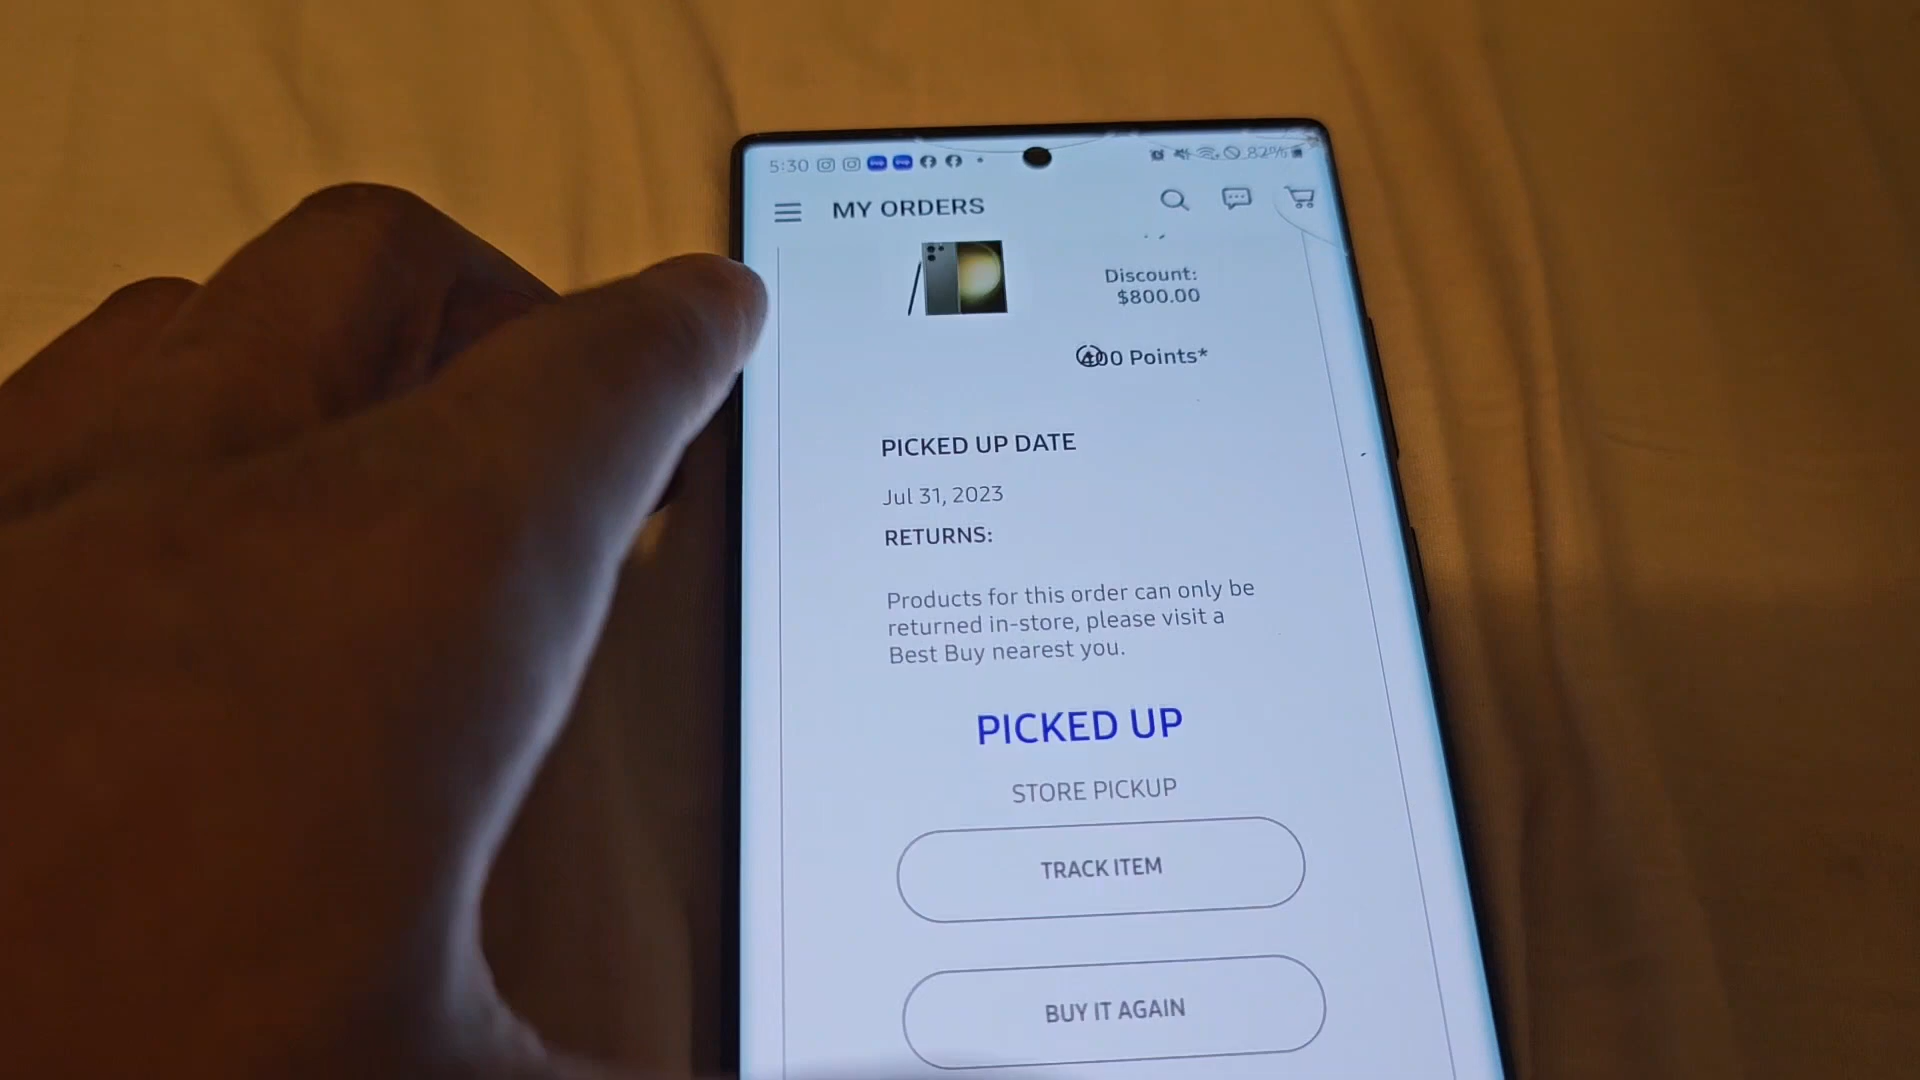 5:30
82%
MY ORDERS
Discount:
$800.00
400 Points*
PICKED UP DATE
Jul 31, 2023
RETURNS:
Products for this order can only be
returned in-store, please visit a
Best Buy nearest you.
PICKED UP
STORE PICKUP
TRACK ITEM
BUY IT AGAIN